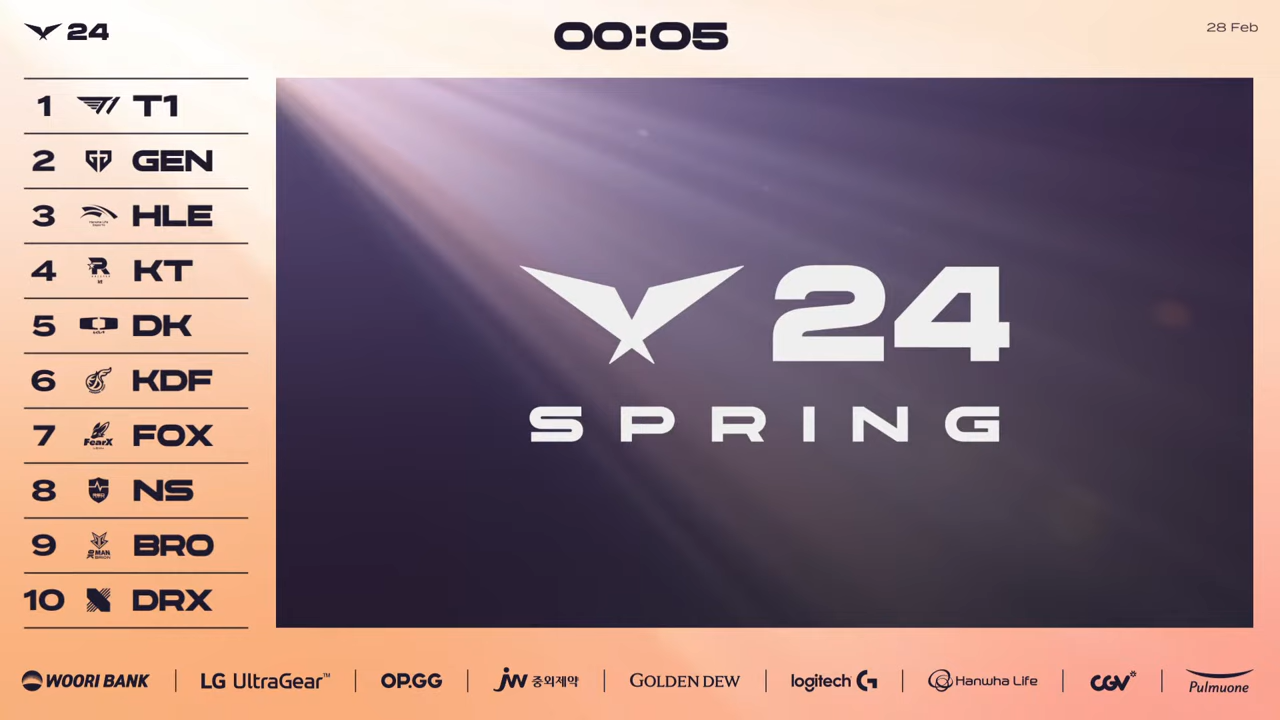 24
00:05
28 Feb
1 T1
2 GEN
3 HLE
4 KT
5 DK
6 KDF
7 FearX FOX
8 NS
9 BRO
10 DRX
24
SPRING
WOORI BANK
LG UltraGear™
OP.GG
jw 중외제약
GOLDEN DEW
logitech G
Hanwha Life
CGV
Pulmuone